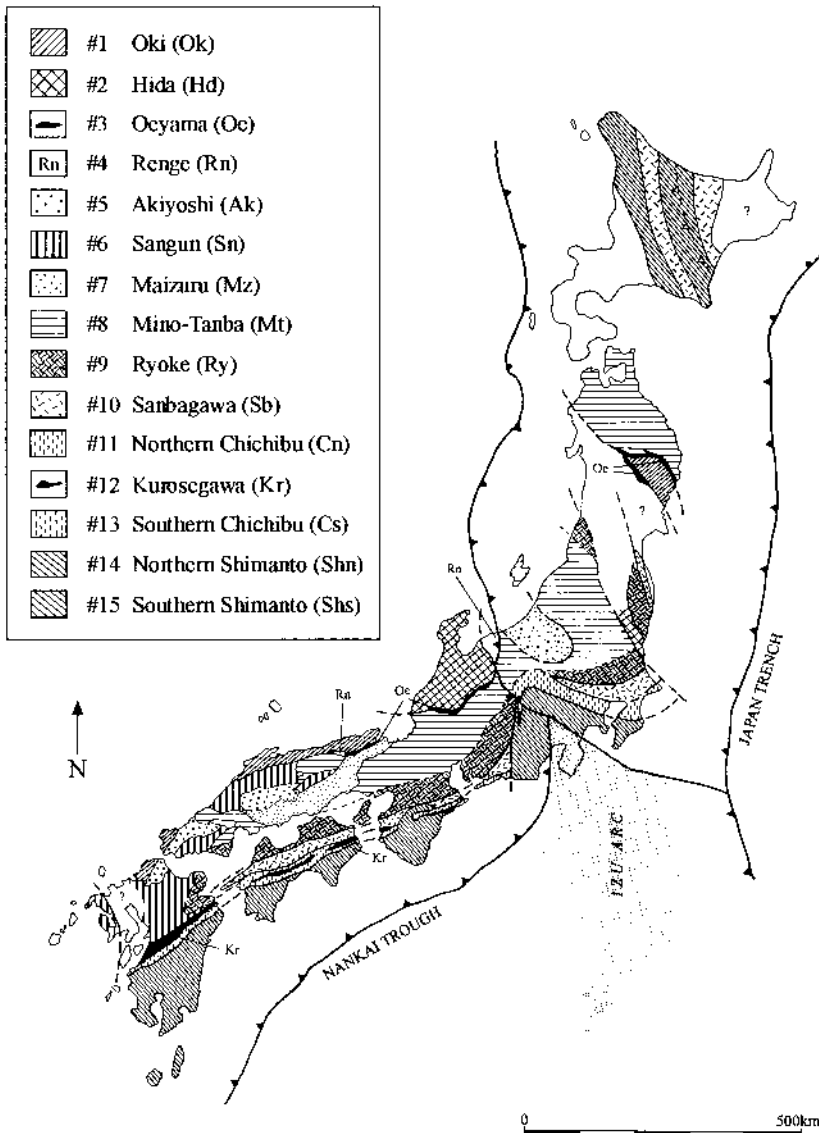 #1 Oki (Ok)
#2 Hida (Hd)
#3 Oeyama (Oe)
Rn #4 Renge (Rn)
#5 Akiyoshi (Ak)
#6 Sangun (Sn)
#7 Maizuru (Mz)
#8 Mino-Tanba (Mt)
#9 Ryoke (Ry)
#10 Sanbagawa (Sb)
#11 Northern Chichibu (Cn)
#12 Kurosegawa (Kr)
#13 Southern Chichibu (Cs)
#14 Northern Shimanto (Shn)
#15 Southern Shimanto (Shs)
?
Oe
?
Rn
JAPAN TRENCH
Rn
Oe
N
IZU ARC
Kr
?
Kr
NANKAI TROUGH
0 500km